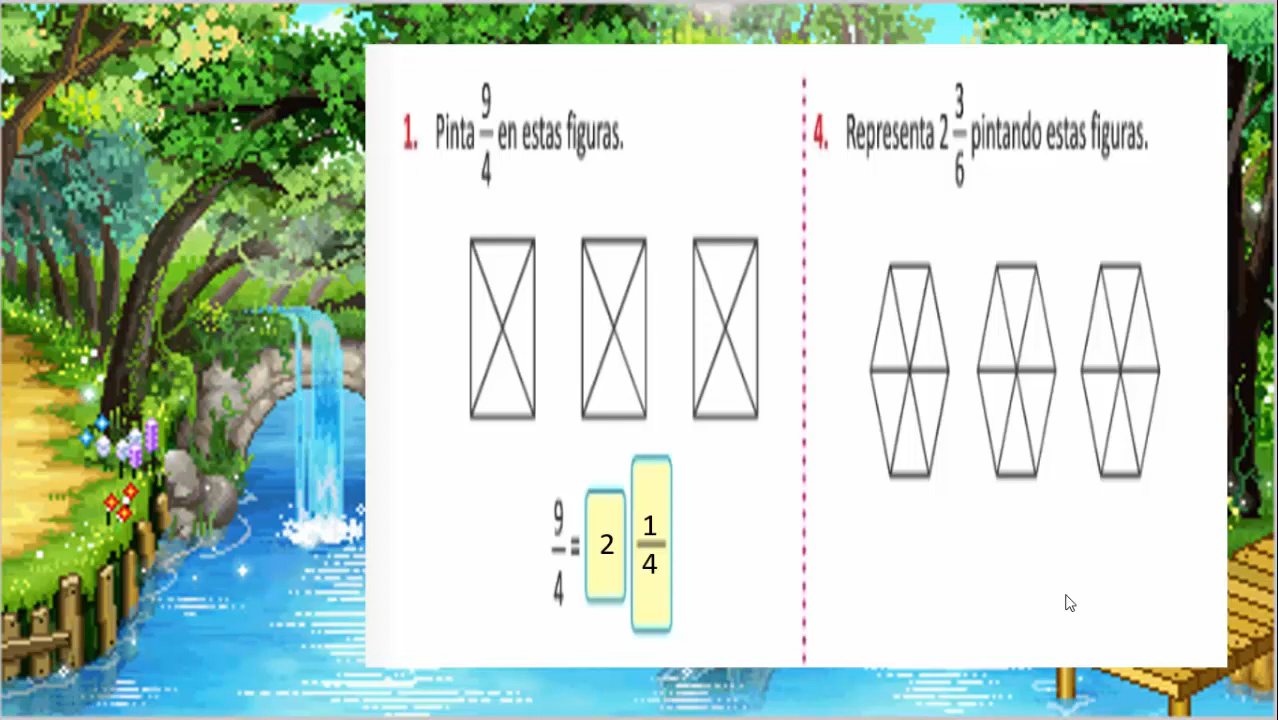 1. Pinta 9/4 en estas figuras.
9/4 = 2 1/4
4. Representa 2 3/6 pintando estas figuras.